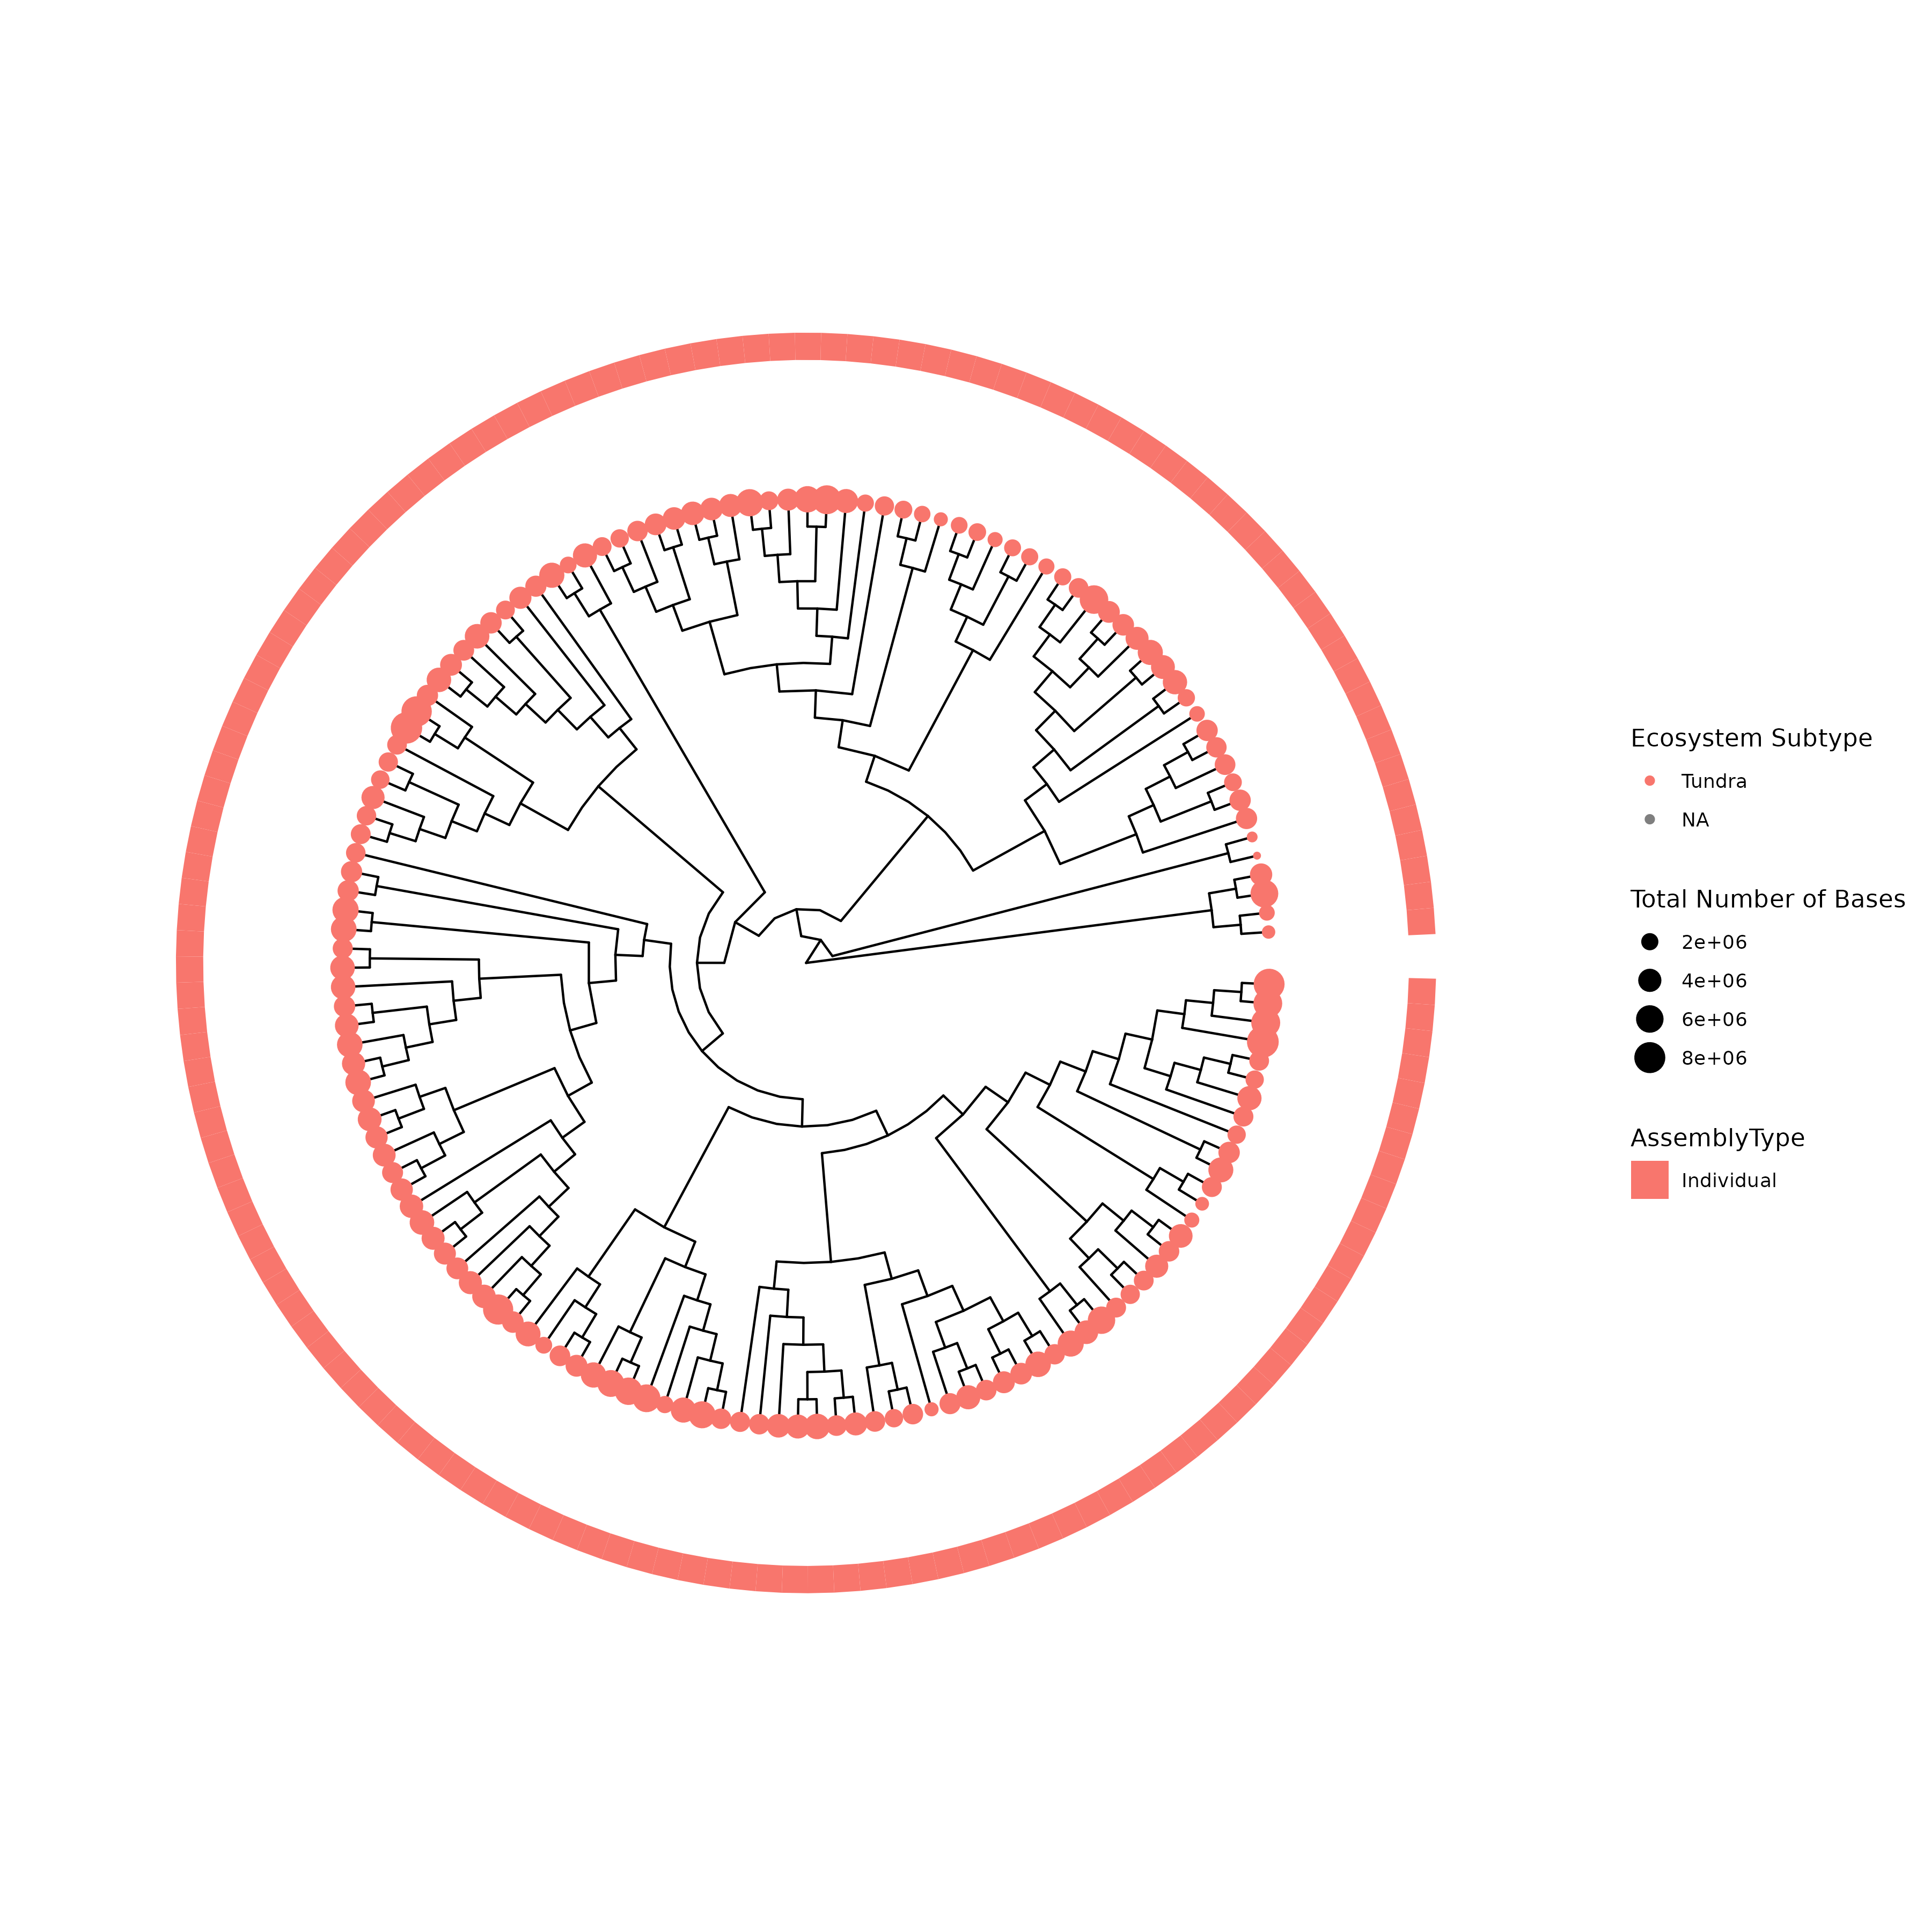 Ecosystem Subtype
Tundra
NA
Total Number of Bases
2e+06
4e+06
6e+06
8e+06
AssemblyType
Individual